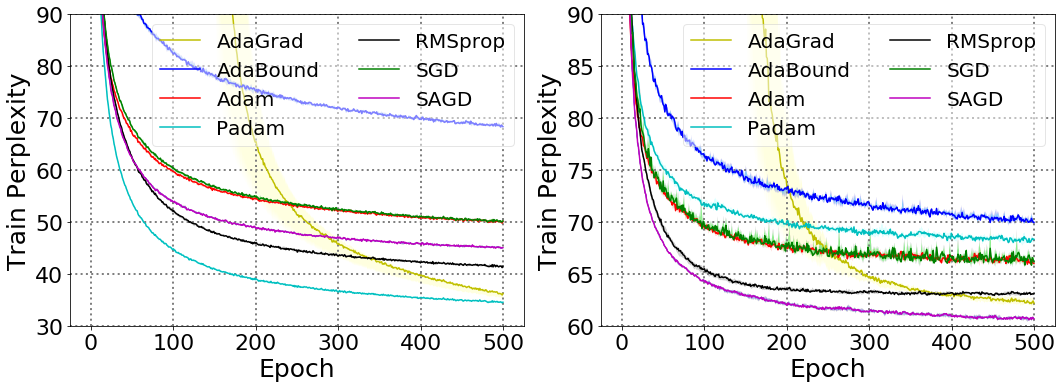 90
85
70
60
50
40
30
Train Perplexity
AdaGrad
AdaBound
Adam
Padam
RMSprop
SGD
SAGD
0
100
200
300
400
500
Epoch
90
85
80
75
70
65
60
Train Perplexity
AdaGrad
AdaBound
Adam
Padam
RMSprop
SGD
SAGD
0
100
200
300
400
500
Epoch